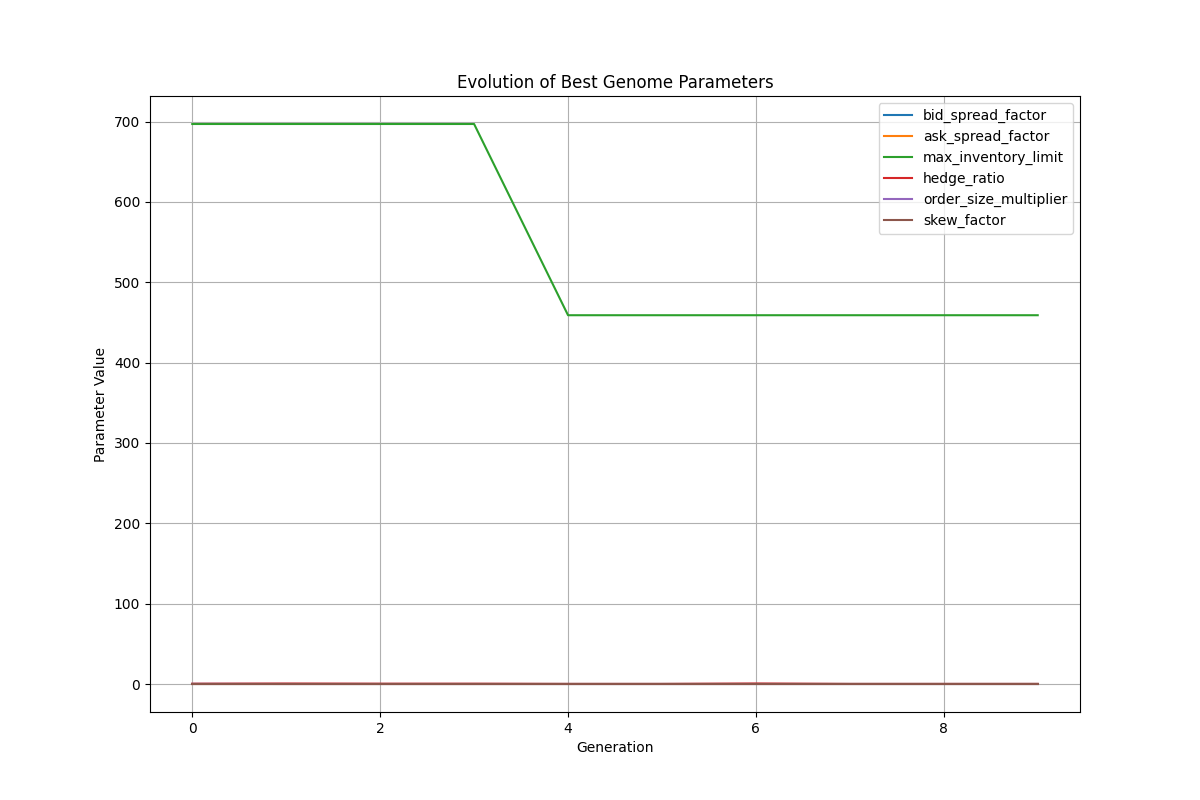 Evolution of Best Genome Parameters
700
600
500
400
300
200
100
0
Parameter Value
bid_spread_factor
ask_spread_factor
max_inventory_limit
hedge_ratio
order_size_multiplier
skew_factor
0 2 4 6 8
Generation